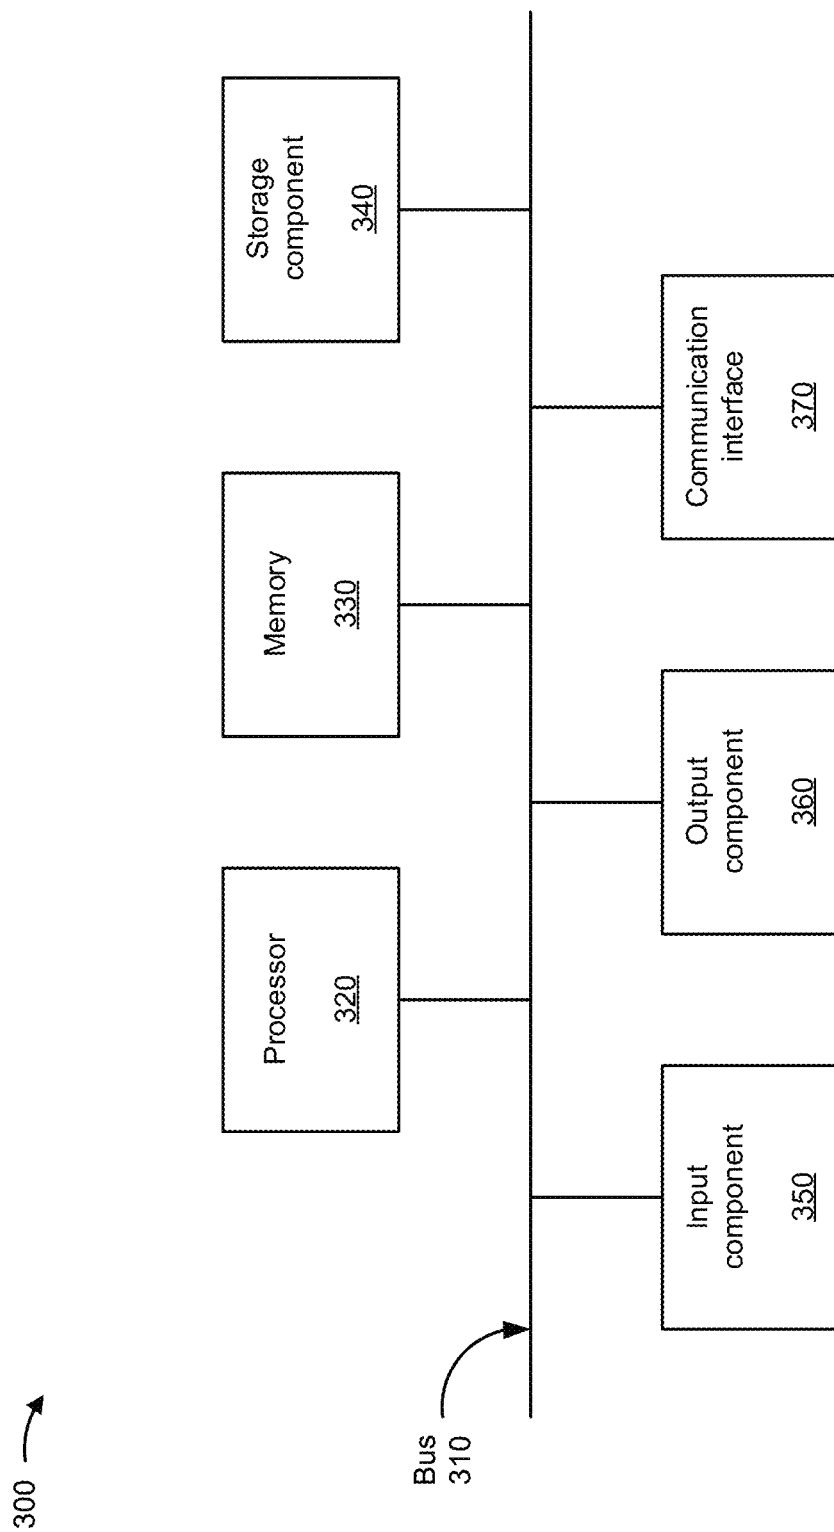 300
Processor
320
Memory
330
Storage
component
340
Bus
310
Input
component
350
Output
component
360
Communication
interface
370